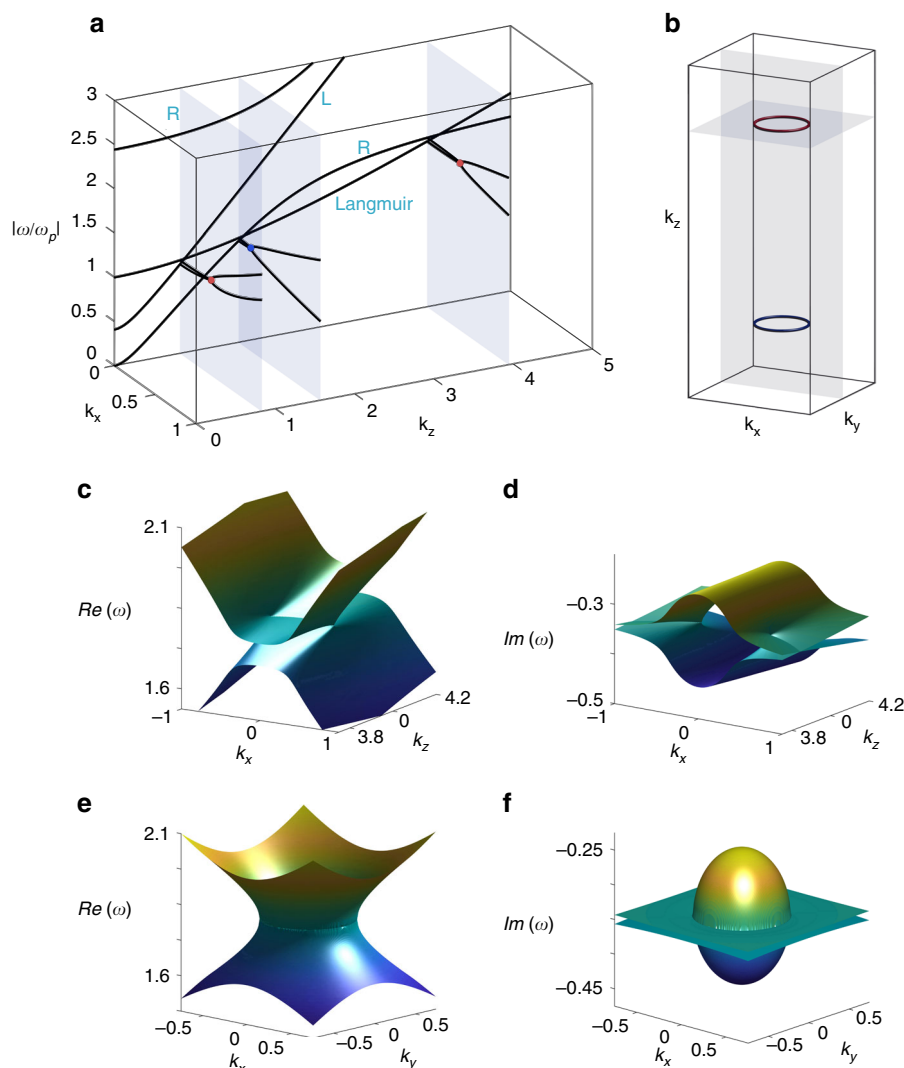 a
b
3
2.5
2
1.5
1
0.5
0
|ω/ωp|
R
L
R
Langmuir
0
0.5
1
kx
0
1
2
3
4
5
kz
kz
kx
ky
c
d
2.1
Re (ω)
1.6
−1
0
1
kx
3.8
0
4.2
kz
−0.3
Im (ω)
−0.5
−1
0
1
kx
3.8
0
4.2
kz
e
f
2.1
Re (ω)
1.6
−0.5
0
0.5
kx
−0.5
0
0.5
ky
−0.25
Im (ω)
−0.45
−0.5
0
0.5
kx
−0.5
0
0.5
ky